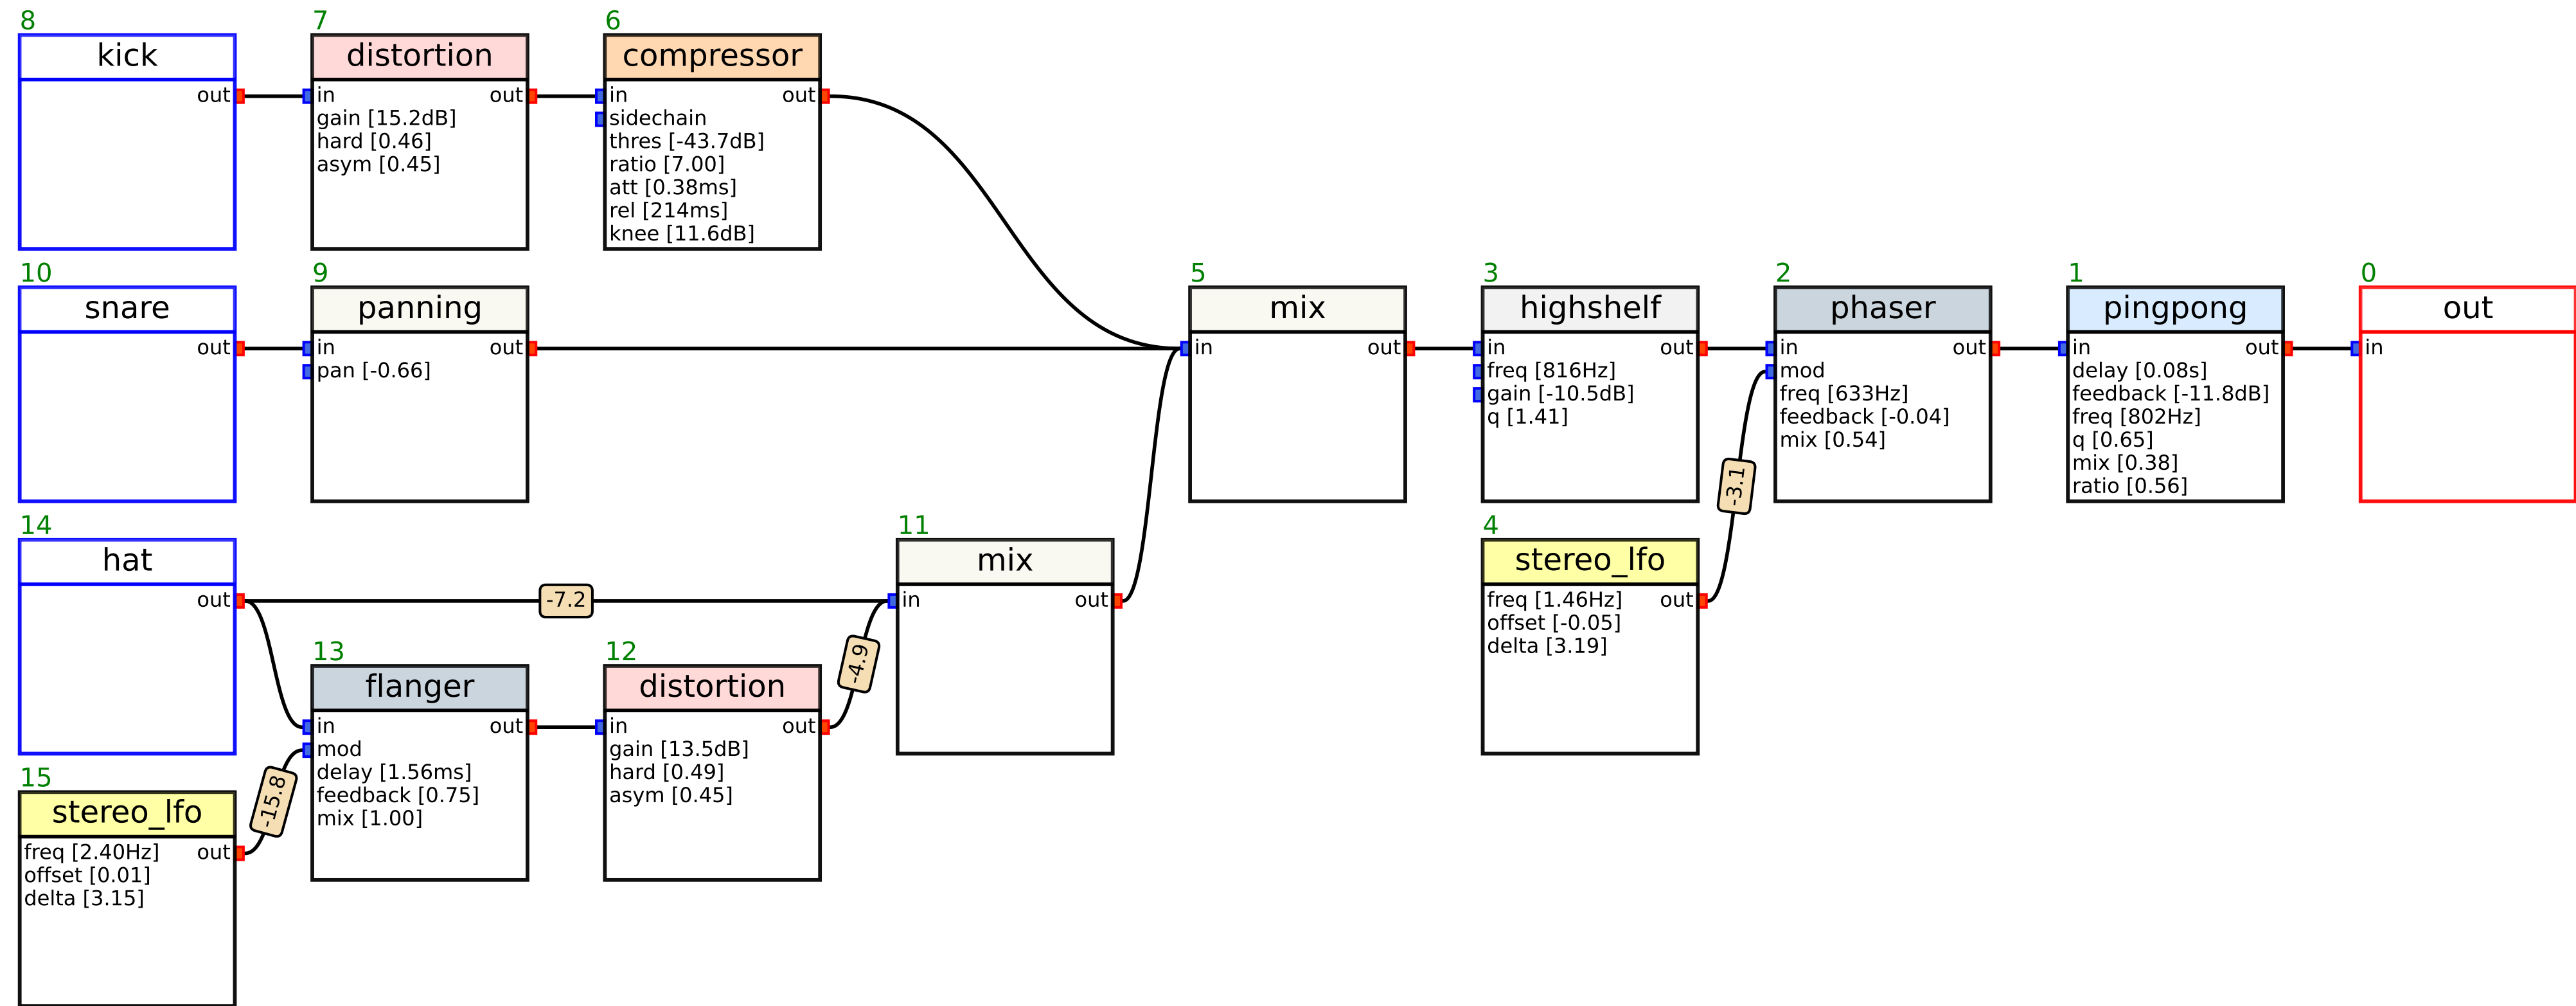 8
kick
out
7
distortion
in out
gain [15.2dB]
hard [0.46]
asym [0.45]
6
compressor
in out
sidechain
thres [-43.7dB]
ratio [7.00]
att [0.38ms]
rel [214ms]
knee [11.6dB]
10
snare
out
9
panning
in out
pan [-0.66]
5
mix
in out
3
highshelf
in out
freq [816Hz]
gain [-10.5dB]
q [1.41]
2
phaser
in out
mod
freq [633Hz]
feedback [-0.04]
mix [0.54]
1
pingpong
in out
delay [0.08s]
feedback [-11.8dB]
freq [802Hz]
q [0.65]
mix [0.38]
ratio [0.56]
0
out
in
14
hat
out
-7.2
13
flanger
in out
mod
delay [1.56ms]
feedback [0.75]
mix [1.00]
12
distortion
in out
gain [13.5dB]
hard [0.49]
asym [0.45]
-4.9
11
mix
in out
4
stereo_lfo
freq [1.46Hz] out
offset [-0.05]
delta [3.19]
-3.1
15
stereo_lfo
freq [2.40Hz] out
offset [0.01]
delta [3.15]
-15.8